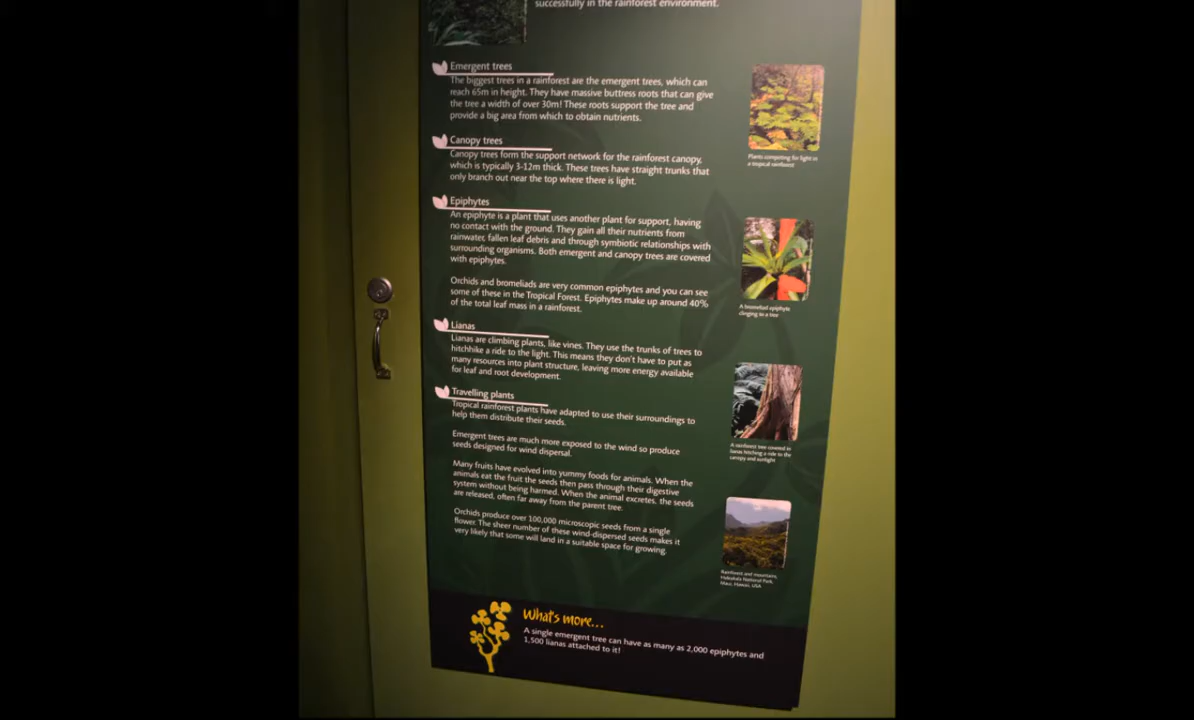 successfully in the rainforest environment.
Emergent trees
The biggest trees in a rainforest are the emergent trees, which can
reach 65m in height. They have massive buttress roots that can give
the tree a width of over 30m! These roots support the tree and
provide a big area from which to obtain nutrients.
Plants competing for light in
a tropical rainforest
Canopy trees
Canopy trees form the support network for the rainforest canopy,
which is typically 3-12m thick. These trees have straight trunks that
only branch out near the top where there is light.
Epiphytes
An epiphyte is a plant that uses another plant for support, having
no contact with the ground. They gain all their nutrients from
rainwater, fallen leaf debris and through symbiotic relationships with
surrounding organisms. Both emergent and canopy trees are covered
with epiphytes.
Orchids and bromeliads are very common epiphytes and you can see
some of these in the Tropical Forest. Epiphytes make up around 40%
of the total leaf mass in a rainforest.
A bromeliad epiphyte
clinging to a tree
Lianas
Lianas are climbing plants, like vines. They use the trunks of trees to
hitchhike a ride to the light. This means they don't have to put as
many resources into plant structure, leaving more energy available
for leaf and root development.
Travelling plants
Tropical rainforest plants have adapted to use their surroundings to
help them distribute their seeds.
Emergent trees are much more exposed to the wind so produce
seeds designed for wind dispersal.
A rainforest tree covered in
lianas hitching a ride to the
canopy and sunlight
Many fruits have evolved into yummy foods for animals. When the
animals eat the fruit the seeds then pass through their digestive
system without being harmed. When the animal excretes, the seeds
are released, often far away from the parent tree.
Orchids produce over 100,000 microscopic seeds from a single
flower. The sheer number of these wind-dispersed seeds makes it
very likely that some will land in a suitable space for growing.
Rainforest and mountains,
National Park,
Maui, Hawaii, USA
What's more...
A single emergent tree can have as many as 2,000 epiphytes and
1,500 lianas attached to it!